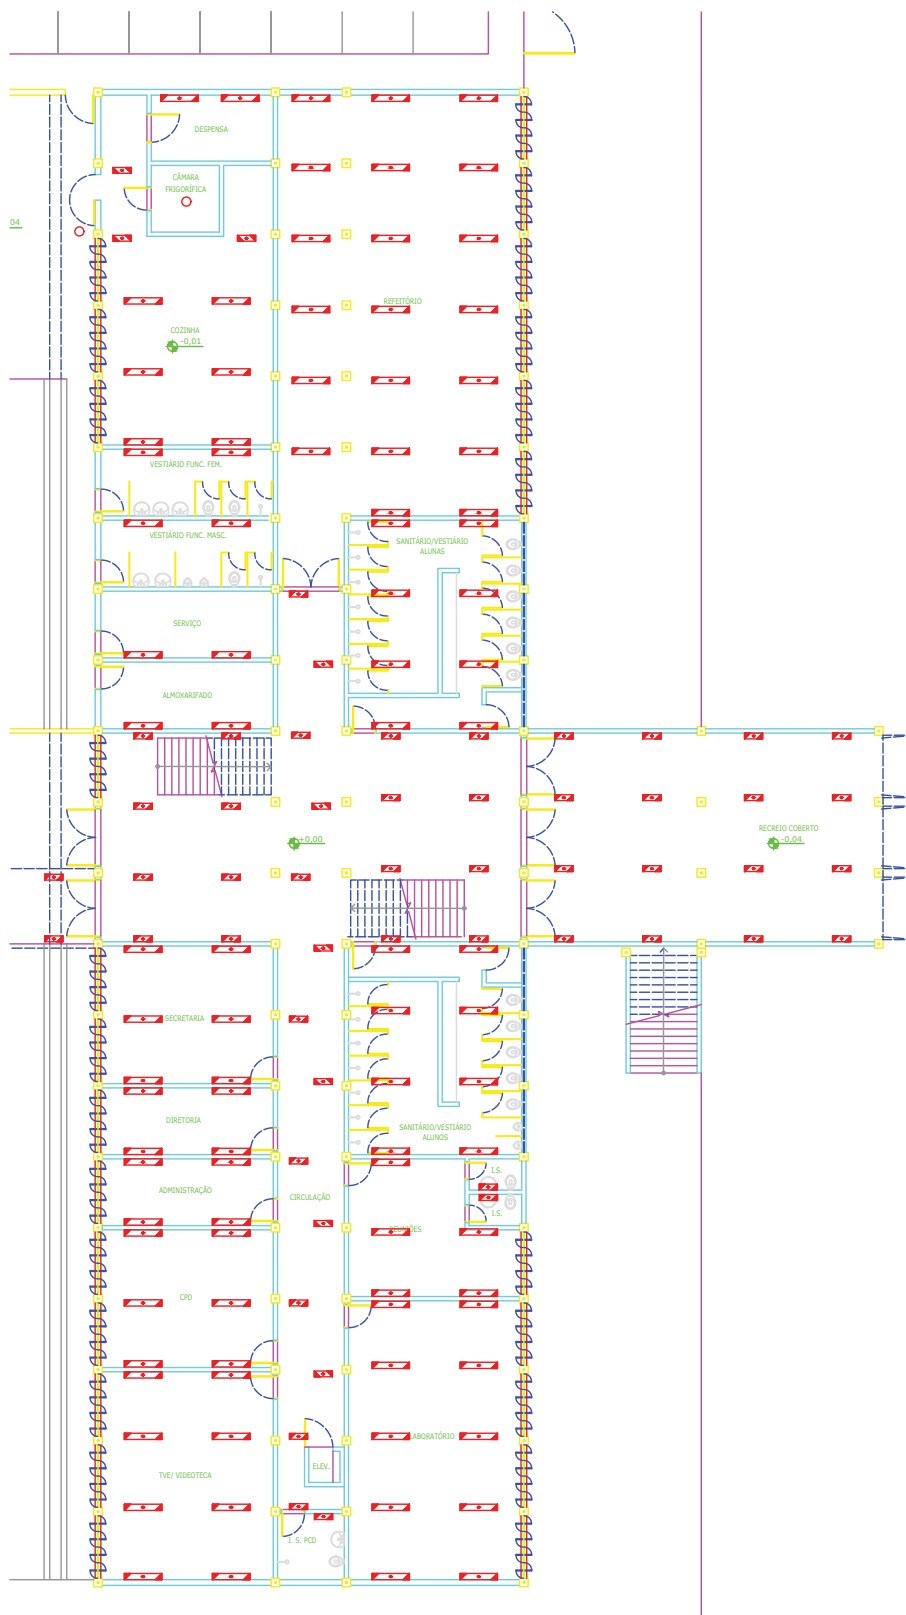 DESPENSA
CÂMARA
FRIGORÍFICA
04
REFEITÓRIO
COZINHA
-0,01
VESTIÁRIO FUNC. FEM.
VESTIÁRIO FUNC. MASC.
SANITÁRIO/VESTIÁRIO
ALUNAS
SERVIÇO
ALMOXARIFADO
RECREIO COBERTO
+0,00
-0,04
SECRETARIA
DIRETORIA
SANITÁRIO/VESTIÁRIO
ALUNOS
I.S.
ADMINISTRAÇÃO
CIRCULAÇÃO
I.S.
REUNIÕES
CPD
LABORATÓRIO
ELEV.
TVE/ VIDEOTECA
I. S. PCD